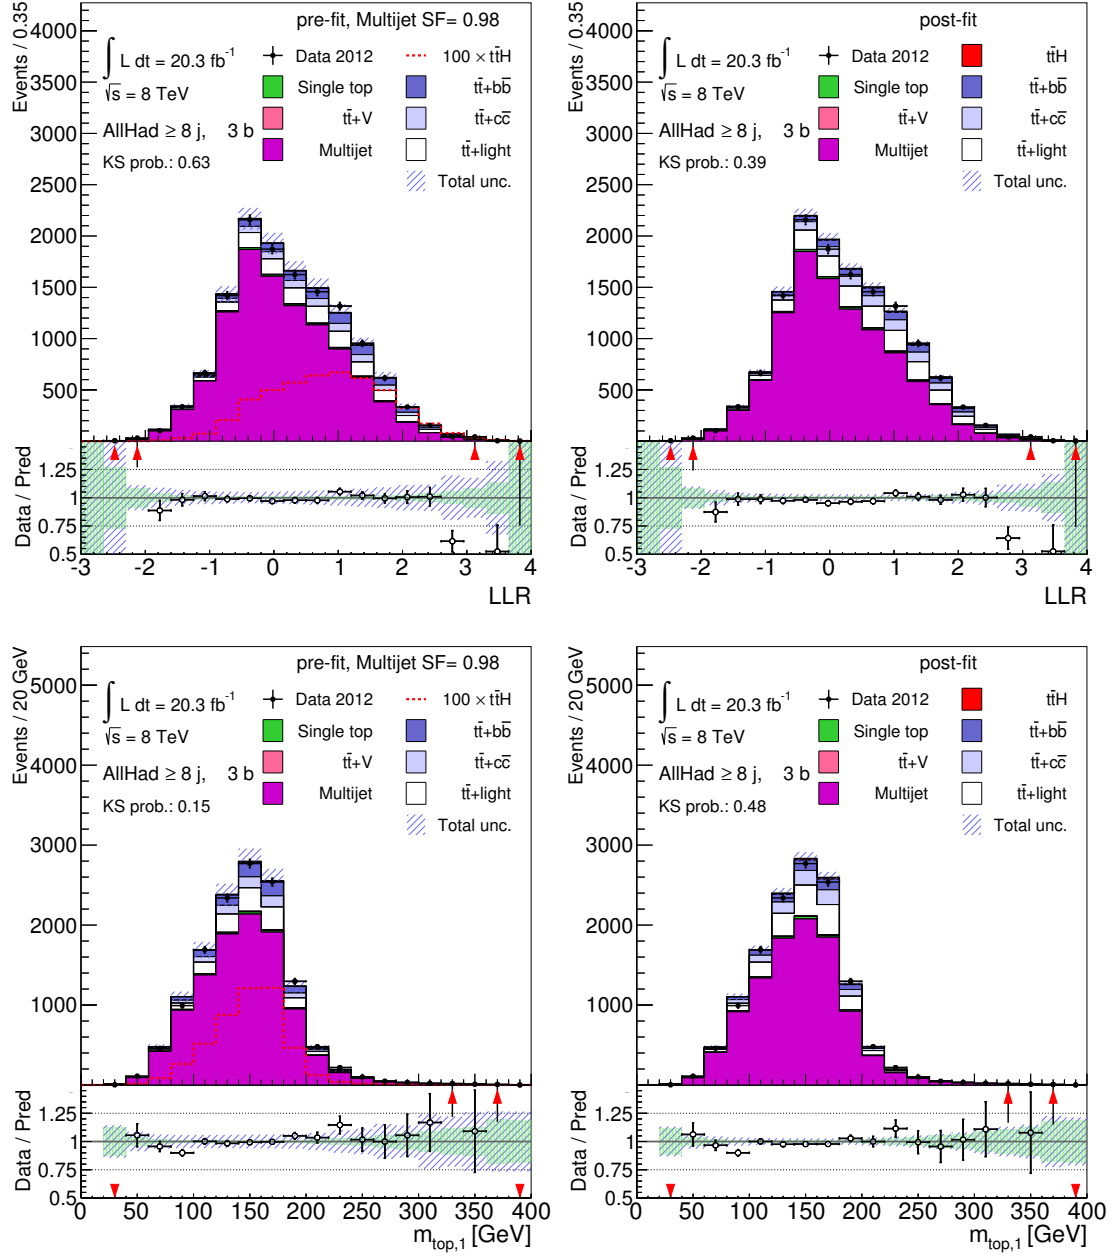 pre-fit, Multijet SF= 0.98
Events / 0.35
4000
3500
3000
2500
2000
1500
1000
500
∫ L dt = 20.3 fb⁻¹
√s = 8 TeV
AllHad ≥ 8 j, 3 b
KS prob.: 0.63
Data 2012
100 × tt̄H
Single top
tt̄+bb̄
tt̄+V
tt̄+cc̄
Multijet
tt̄+light
Total unc.
Data / Pred
1.25
1
0.75
0.5
-3 -2 -1 0 1 2 3 4
LLR
post-fit
Events / 0.35
4000
3500
3000
2500
2000
1500
1000
500
∫ L dt = 20.3 fb⁻¹
√s = 8 TeV
AllHad ≥ 8 j, 3 b
KS prob.: 0.39
Data 2012
tt̄H
Single top
tt̄+bb̄
tt̄+V
tt̄+cc̄
Multijet
tt̄+light
Total unc.
Data / Pred
1.25
1
0.75
0.5
-3 -2 -1 0 1 2 3 4
LLR
pre-fit, Multijet SF= 0.98
Events / 20 GeV
5000
4000
3000
2000
1000
∫ L dt = 20.3 fb⁻¹
√s = 8 TeV
AllHad ≥ 8 j, 3 b
KS prob.: 0.15
Data 2012
100 × tt̄H
Single top
tt̄+bb̄
tt̄+V
tt̄+cc̄
Multijet
tt̄+light
Total unc.
Data / Pred
1.25
1
0.75
0.5
0 50 100 150 200 250 300 350 400
m_top,1 [GeV]
post-fit
Events / 20 GeV
5000
4000
3000
2000
1000
∫ L dt = 20.3 fb⁻¹
√s = 8 TeV
AllHad ≥ 8 j, 3 b
KS prob.: 0.48
Data 2012
tt̄H
Single top
tt̄+bb̄
tt̄+V
tt̄+cc̄
Multijet
tt̄+light
Total unc.
Data / Pred
1.25
1
0.75
0.5
0 50 100 150 200 250 300 350 400
m_top,1 [GeV]